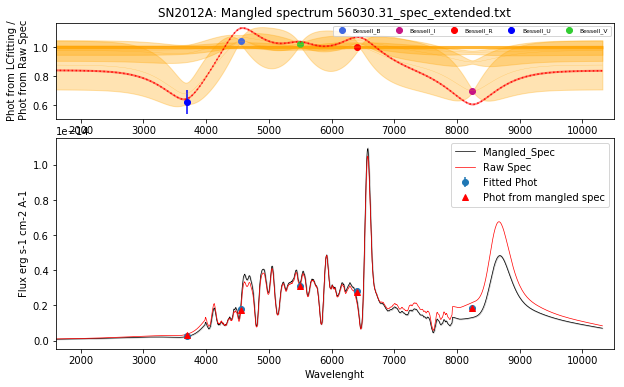 SN2012A: Mangled spectrum 56030.31_spec_extended.txt
Phot from LCfitting /
Phot from Raw Spec
1.0
0.8
0.6
Bessell_B
Bessell_I
Bessell_R
Bessell_U
Bessell_V
2000 3000 4000 5000 6000 7000 8000 9000 10000
1e−14
Flux erg s-1 cm-2 A-1
1.0
0.8
0.6
0.4
0.2
0.0
Mangled_Spec
Raw Spec
Fitted Phot
Phot from mangled spec
2000 3000 4000 5000 6000 7000 8000 9000 10000
Wavelenght